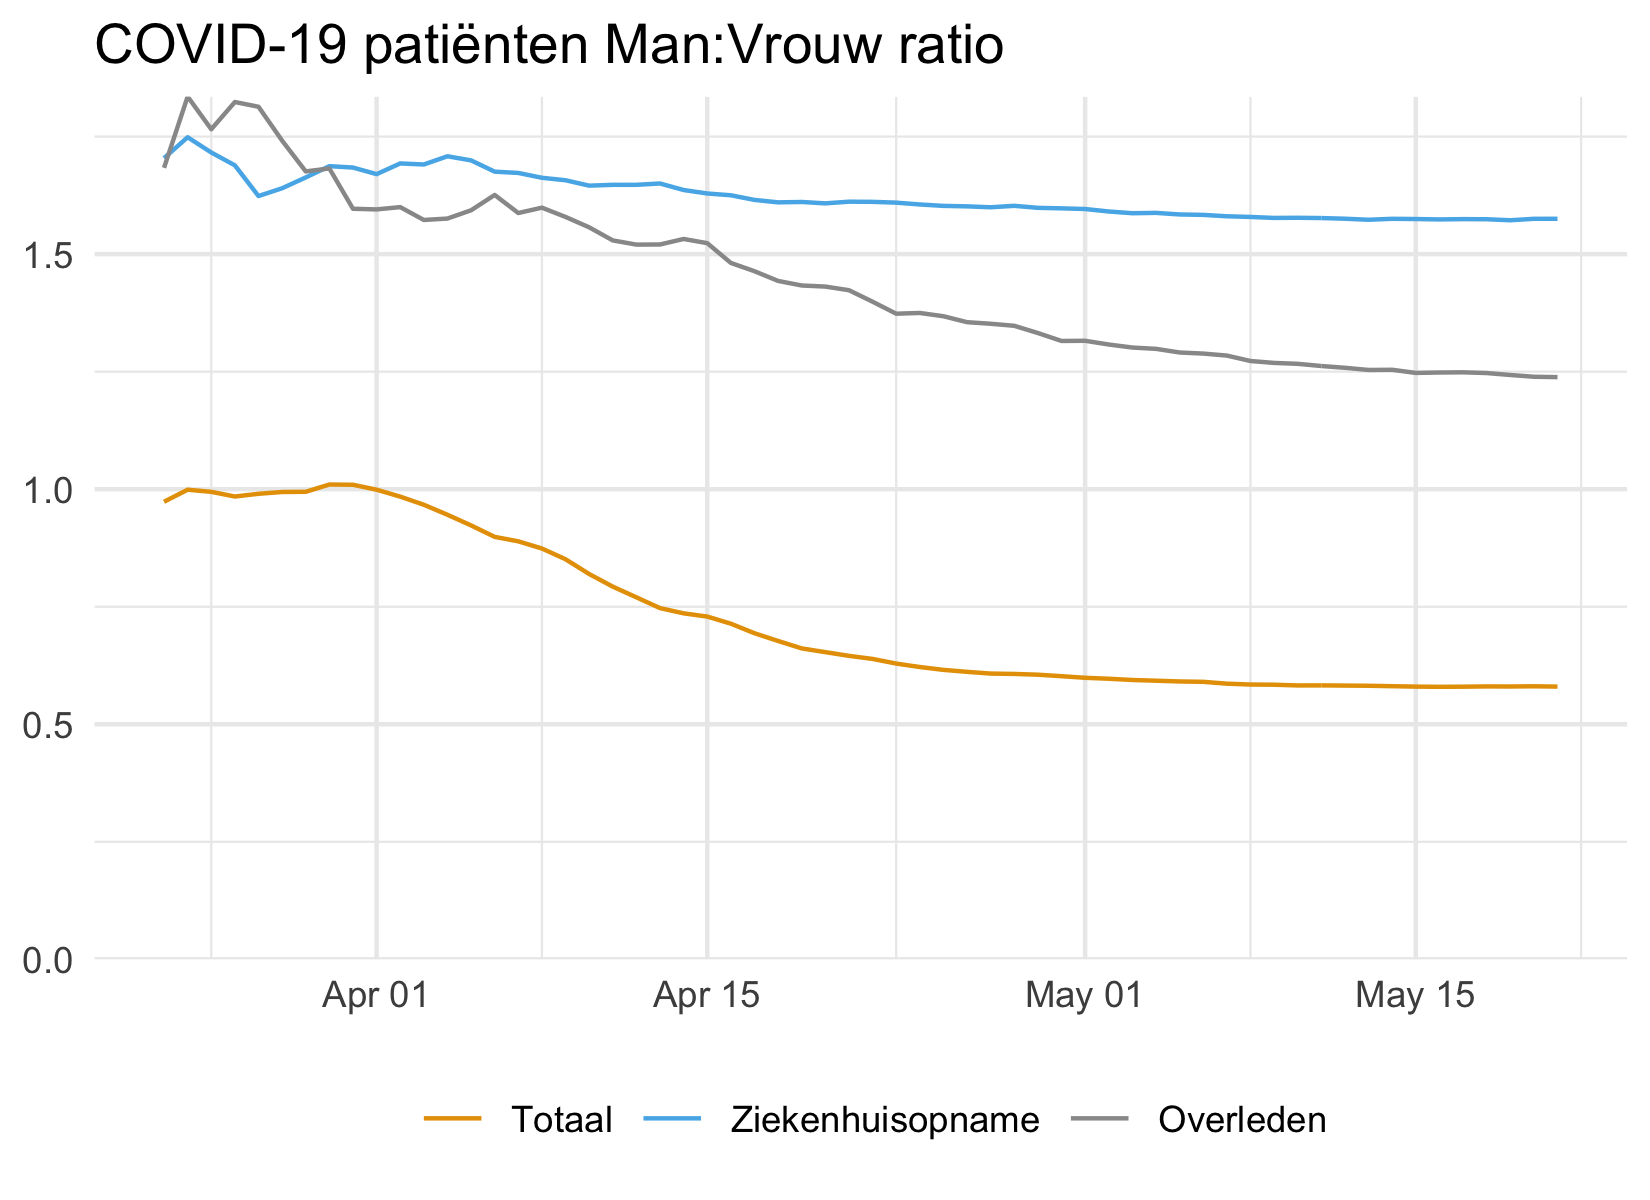 COVID-19 patiënten Man:Vrouw ratio
1.5
1.0
0.5
0.0
Apr 01 Apr 15 May 01 May 15
Totaal Ziekenhuisopname Overleden